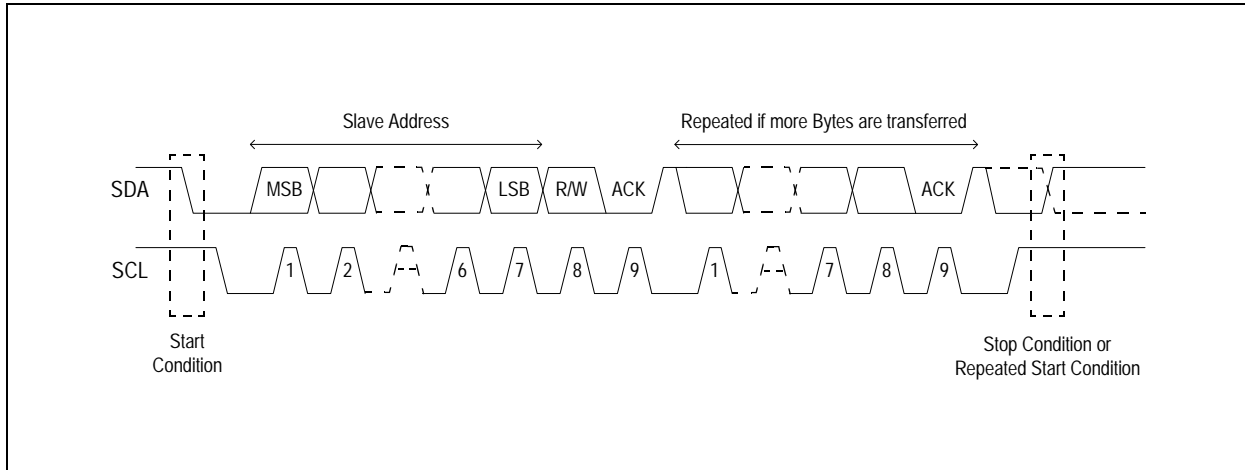 Slave Address
Repeated if more Bytes are transferred
SDA
MSB
LSB
R/W
ACK
ACK
SCL
1
2
6
7
8
9
1
7
8
9
Start
Condition
Stop Condition or
Repeated Start Condition